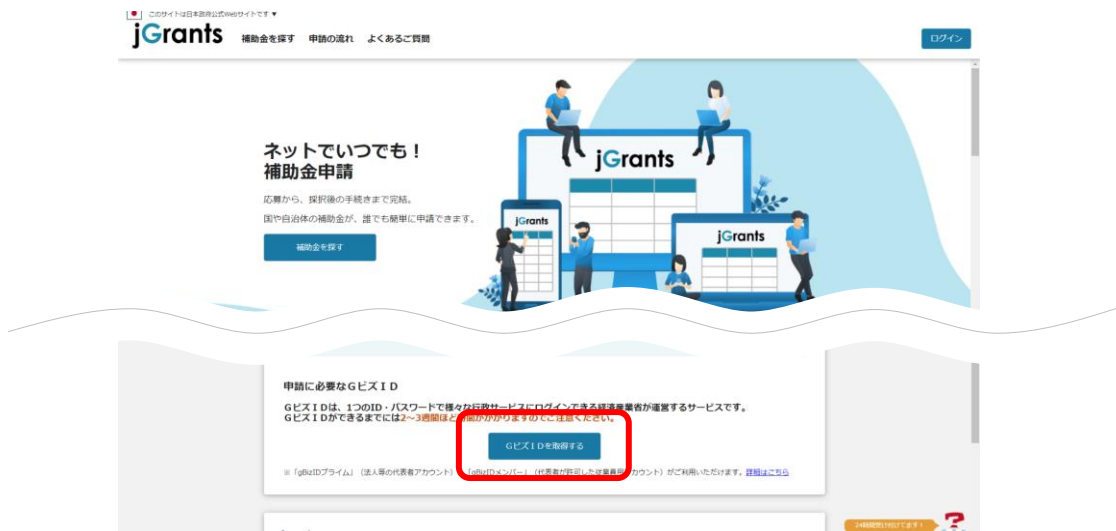 このサイトは日本政府公式Webサイトです ▼
jGrants 補助金を探す 申請の流れ よくあるご質問 ログイン
ネットでいつでも！
補助金申請
応募から、採択後の手続きまで完結。
国や自治体の補助金が、誰でも簡単に申請できます。
補助金を探す
jGrants
jGrants
jGrants
申請に必要なGビズID
GビズIDは、1つのID・パスワードで様々な行政サービスにログインできる経済産業省が運営するサービスです。
GビズIDができるまでには2～3週間ほど時間がかかりますのでご注意ください。
GビズIDを取得する
※「gBizIDプライム」（法人等の代表者アカウント）「gBizIDメンバー」（代表者が許可した従業員用アカウント）がご利用いただけます。詳細はこちら
24時間受け付けてます！
?